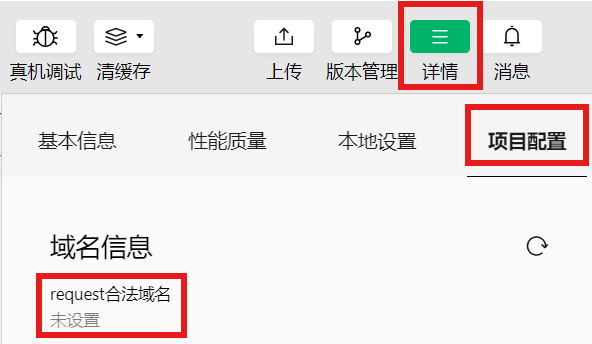 真机调试 清缓存 上传 版本管理 详情 消息
基本信息 性能质量 本地设置 项目配置
域名信息
request合法域名
未设置